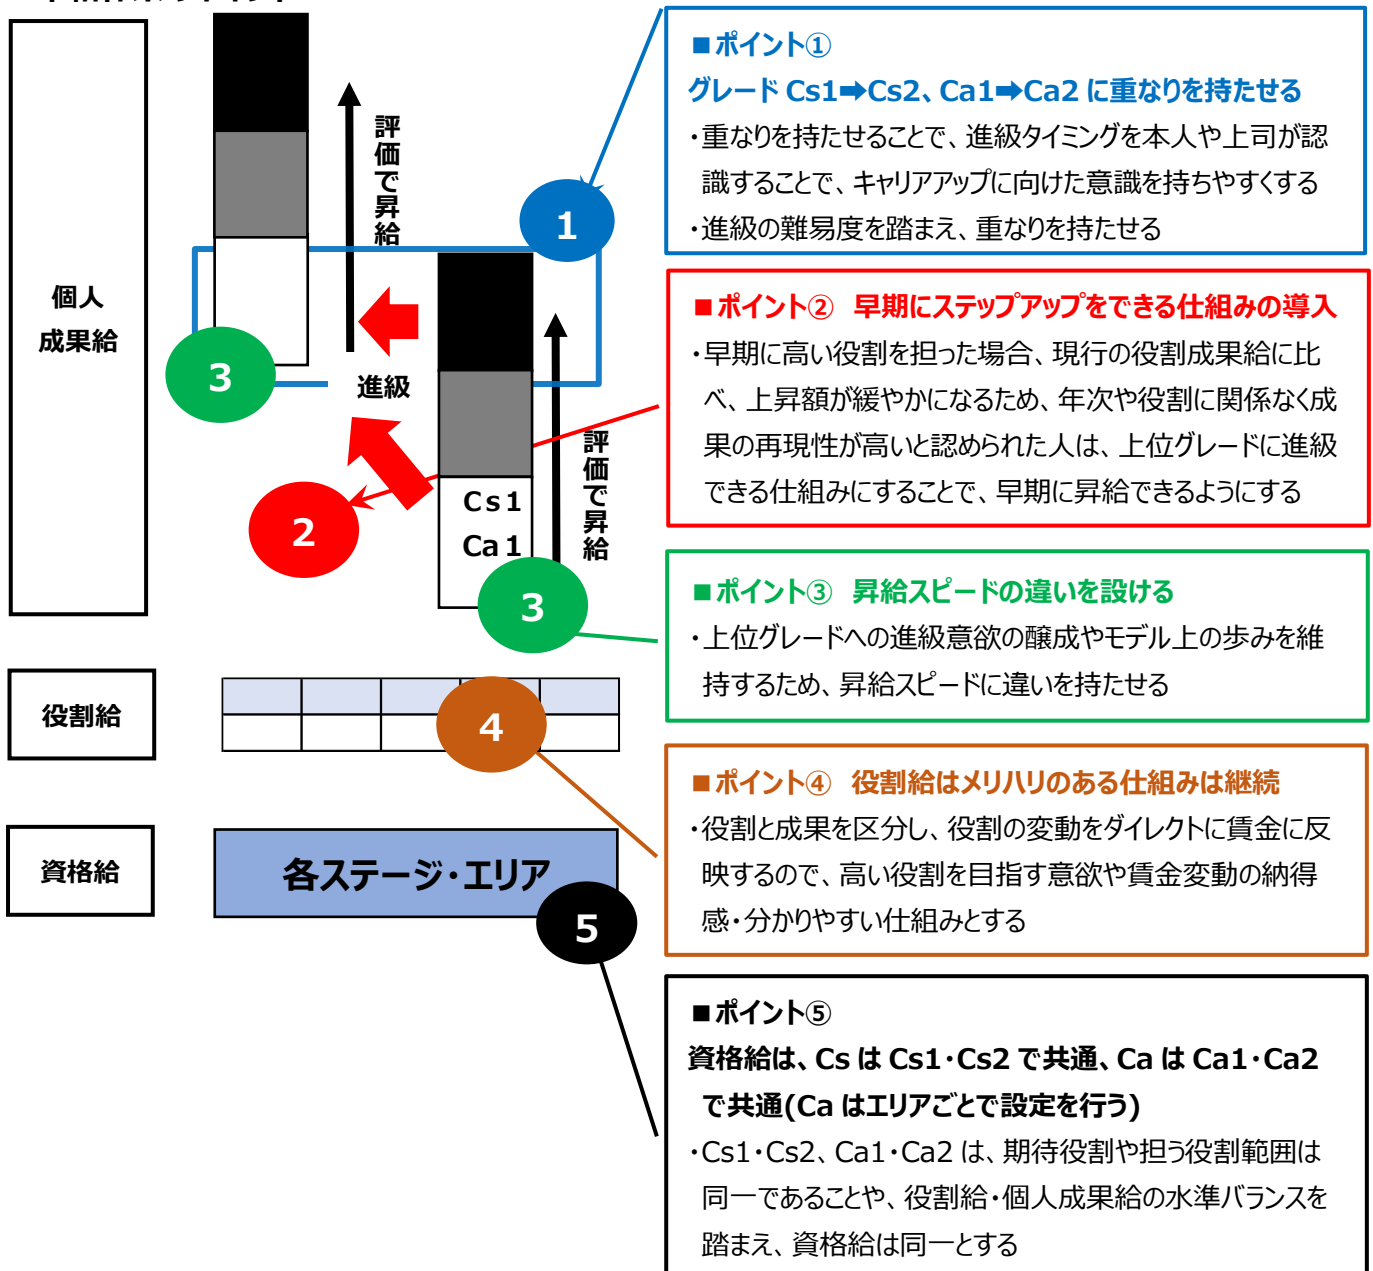 個人
成果給
評価で昇給
進級
評価で昇給
Cs1
Ca1
1
2
3
3
役割給
4
資格給
各ステージ・エリア
5
■ポイント①
グレード Cs1➡Cs2、Ca1➡Ca2 に重なりを持たせる
・重なりを持たせることで、進級タイミングを本人や上司が認
識することで、キャリアアップに向けた意識を持ちやすくする
・進級の難易度を踏まえ、重なりを持たせる
■ポイント② 早期にステップアップをできる仕組みの導入
・早期に高い役割を担った場合、現行の役割成果給に比
べ、上昇額が緩やかになるため、年次や役割に関係なく成
果の再現性が高いと認められた人は、上位グレードに進級
できる仕組みにすることで、早期に昇給できるようにする
■ポイント③ 昇給スピードの違いを設ける
・上位グレードへの進級意欲の醸成やモデル上の歩みを維
持するため、昇給スピードに違いを持たせる
■ポイント④ 役割給はメリハリのある仕組みは継続
・役割と成果を区分し、役割の変動をダイレクトに賃金に反
映するので、高い役割を目指す意欲や賃金変動の納得
感・分かりやすい仕組みとする
■ポイント⑤
資格給は、Cs は Cs1・Cs2 で共通、Ca は Ca1・Ca2
で共通(Ca はエリアごとで設定を行う)
・Cs1・Cs2、Ca1・Ca2 は、期待役割や担う役割範囲は
同一であることや、役割給・個人成果給の水準バランスを
踏まえ、資格給は同一とする